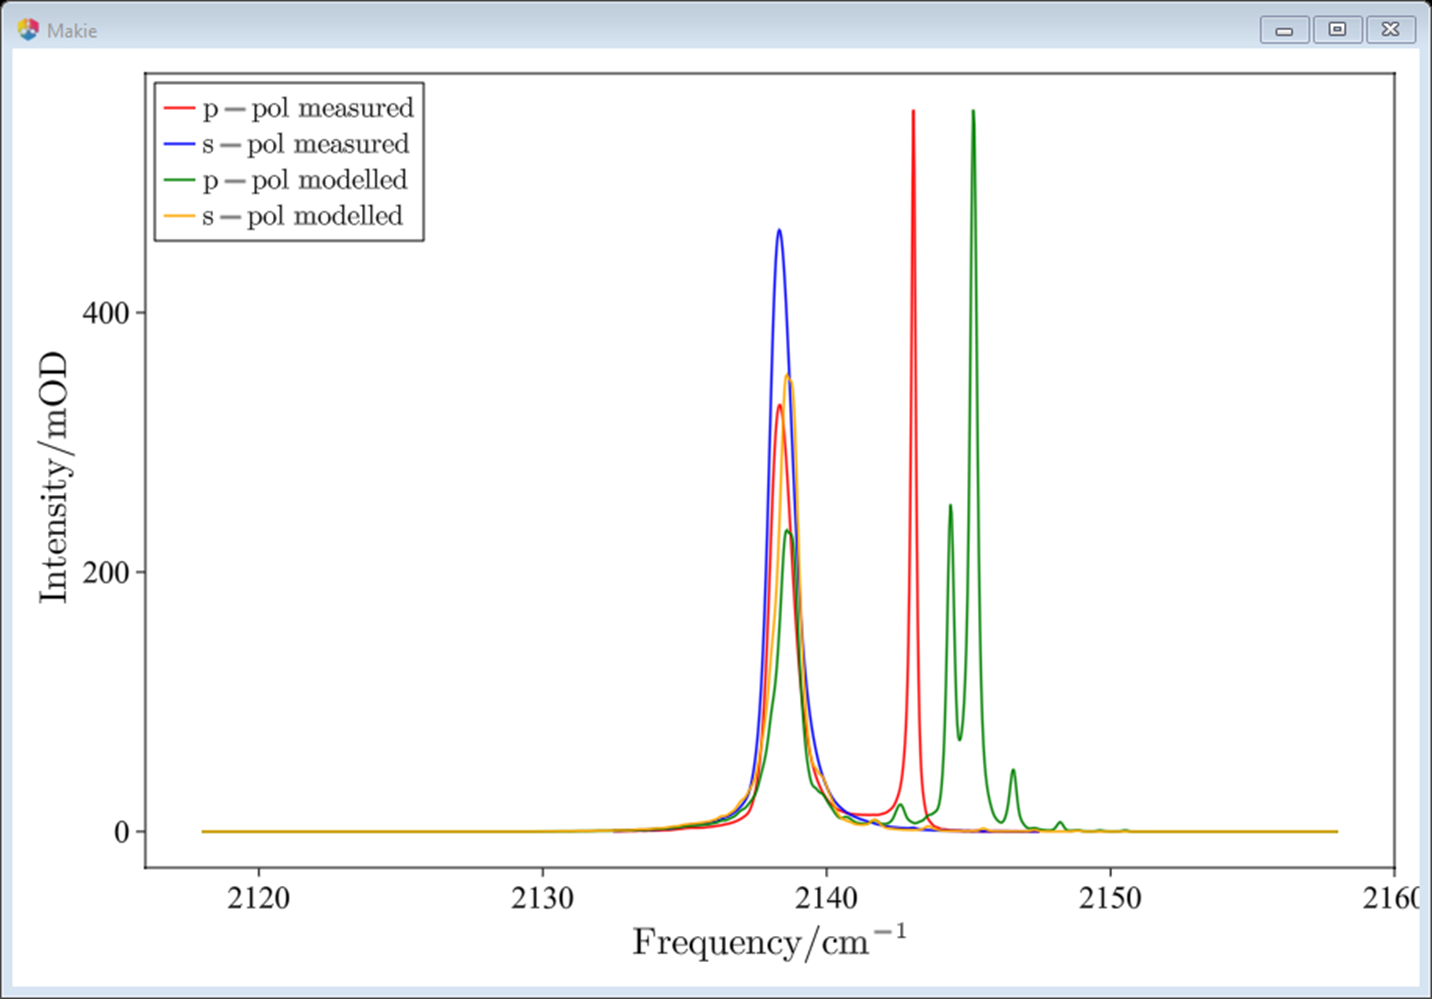 Makie
p — pol measured
s — pol measured
p — pol modelled
s — pol modelled
400
200
0
Intensity/mOD
2120 2130 2140 2150 2160
Frequency/cm⁻¹